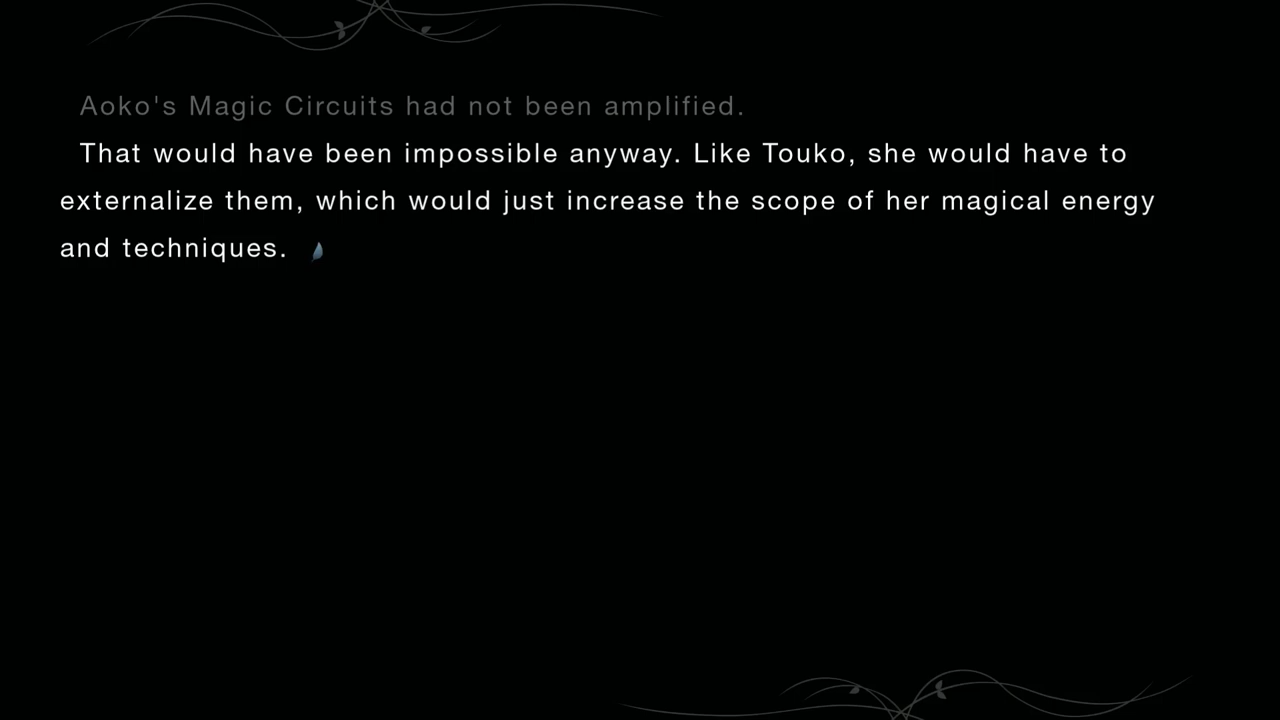 Aoko's Magic Circuits had not been amplified.
That would have been impossible anyway. Like Touko, she would have to
externalize them, which would just increase the scope of her magical energy
and techniques.